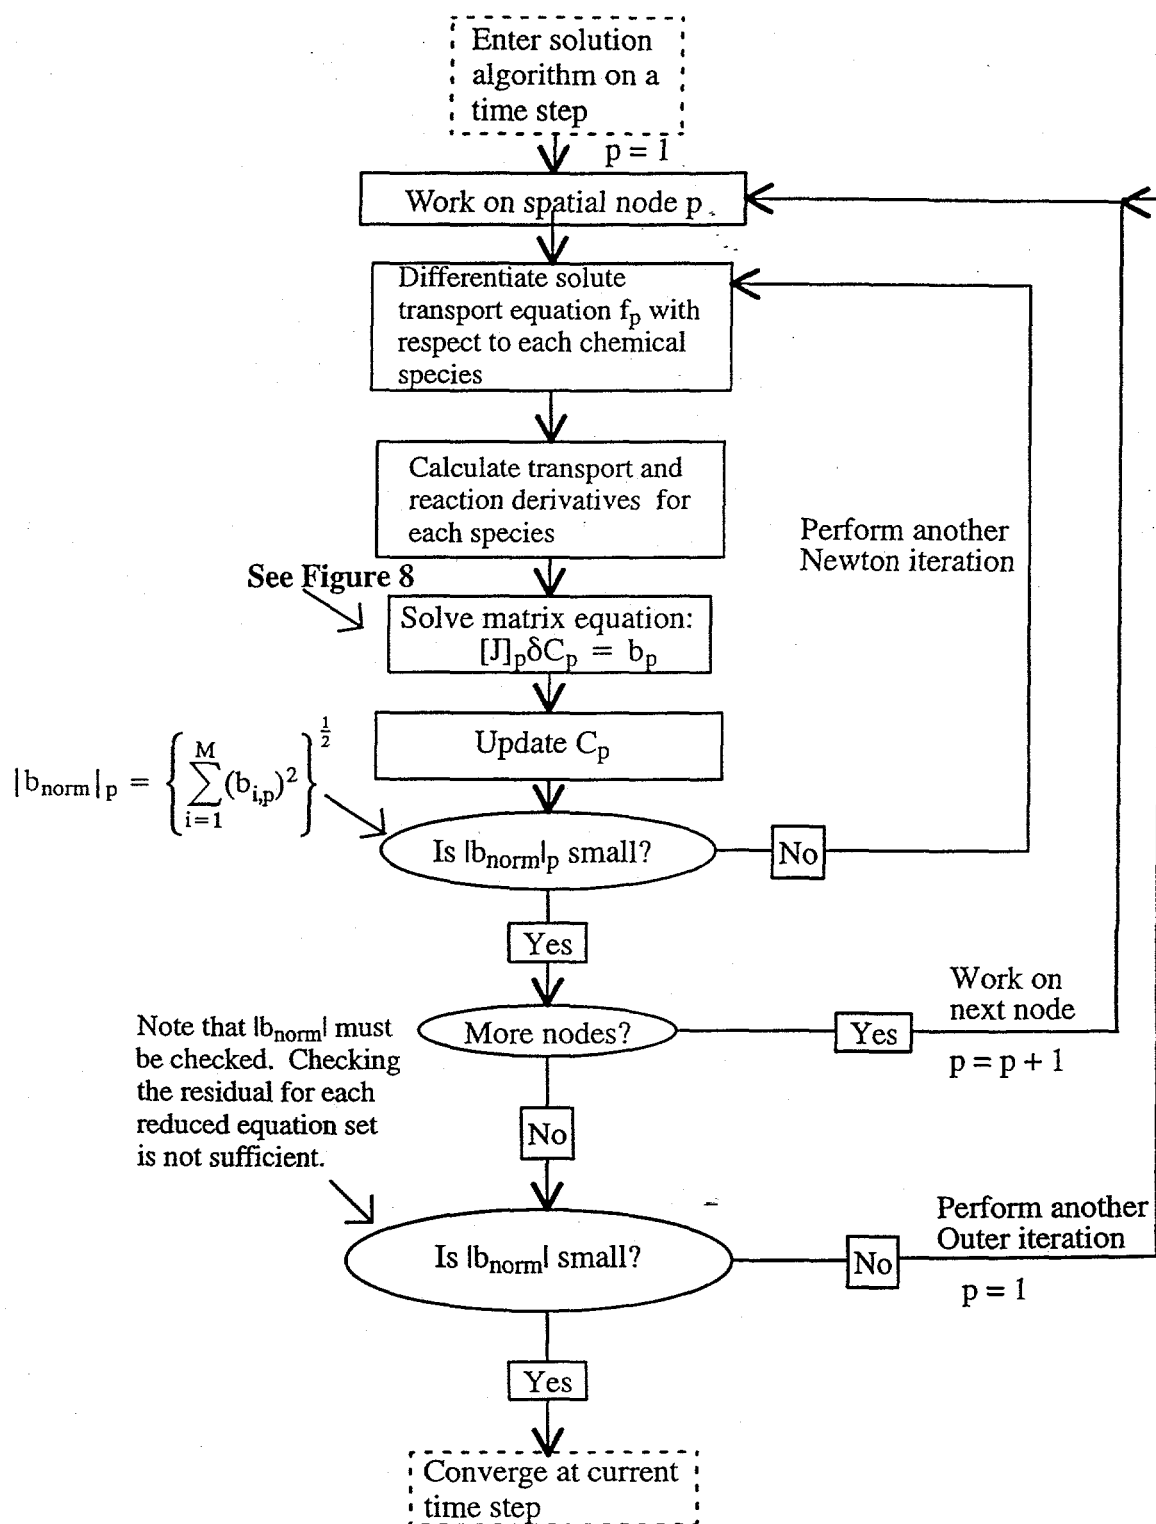 Enter solution
algorithm on a
time step
p = 1
Work on spatial node p
Differentiate solute
transport equation fp with
respect to each chemical
species
Calculate transport and
reaction derivatives for
each species
Perform another
Newton iteration
See Figure 8
Solve matrix equation:
[J]pδCp = bp
Update Cp
|bnorm|p = { ∑ i=1 M (bi,p)2 } 1/2
Is |bnorm|p small?
No
Yes
More nodes?
Yes
Work on
next node
p = p + 1
Note that |bnorm| must
be checked. Checking
the residual for each
reduced equation set
is not sufficient.
No
Is |bnorm| small?
No
Perform another
Outer iteration
p = 1
Yes
Converge at current
time step